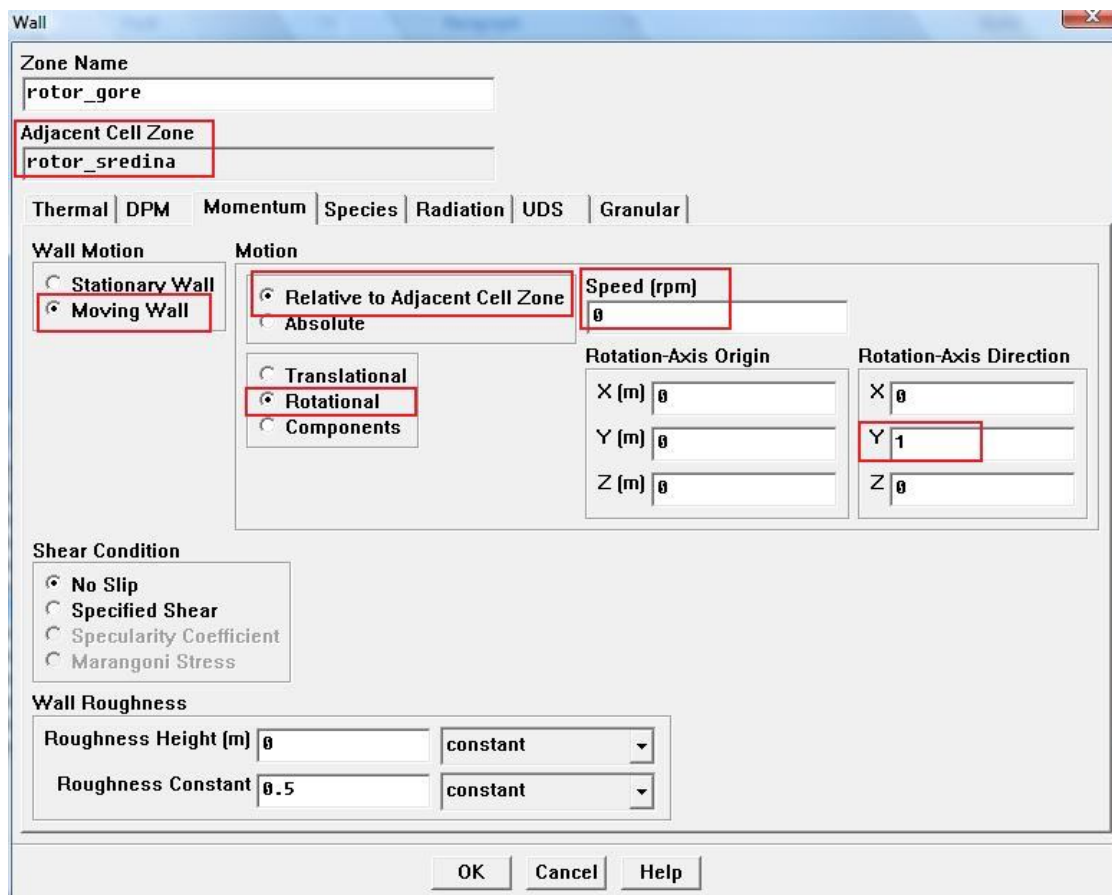 Wall
Zone Name
rotor_gore
Adjacent Cell Zone
rotor_sredina
Thermal DPM Momentum Species Radiation UDS Granular
Wall Motion
Stationary Wall
Moving Wall
Motion
Relative to Adjacent Cell Zone
Absolute
Translational
Rotational
Components
Speed (rpm)
0
Rotation-Axis Origin
X (m) 0
Y (m) 0
Z (m) 0
Rotation-Axis Direction
X 0
Y 1
Z 0
Shear Condition
No Slip
Specified Shear
Specularity Coefficient
Marangoni Stress
Wall Roughness
Roughness Height (m) 0 constant
Roughness Constant 0.5 constant
OK Cancel Help